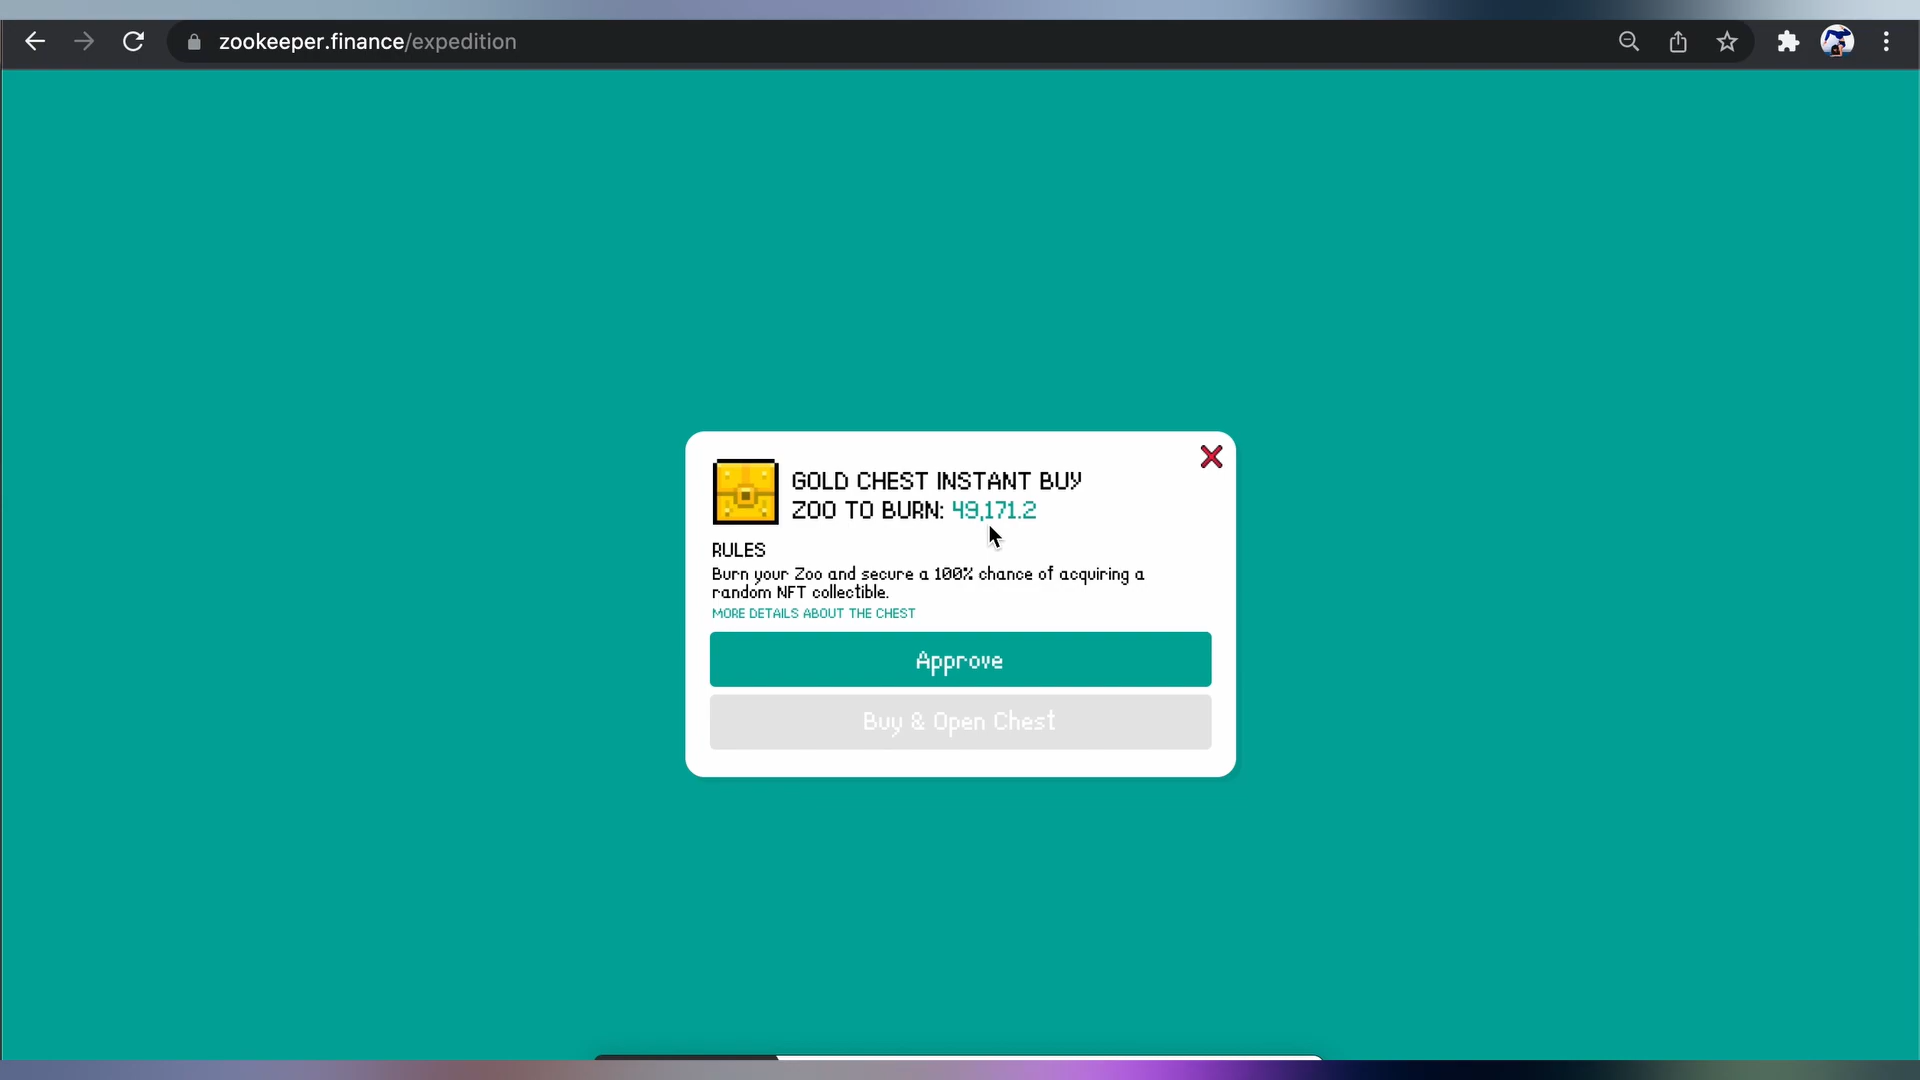 zookeeper.finance/expedition
GOLD CHEST INSTANT BUY
ZOO TO BURN: 49,171.2
RULES
Burn your Zoo and secure a 100% chance of acquiring a
random NFT collectible.
MORE DETAILS ABOUT THE CHEST
Approve
Buy & Open Chest